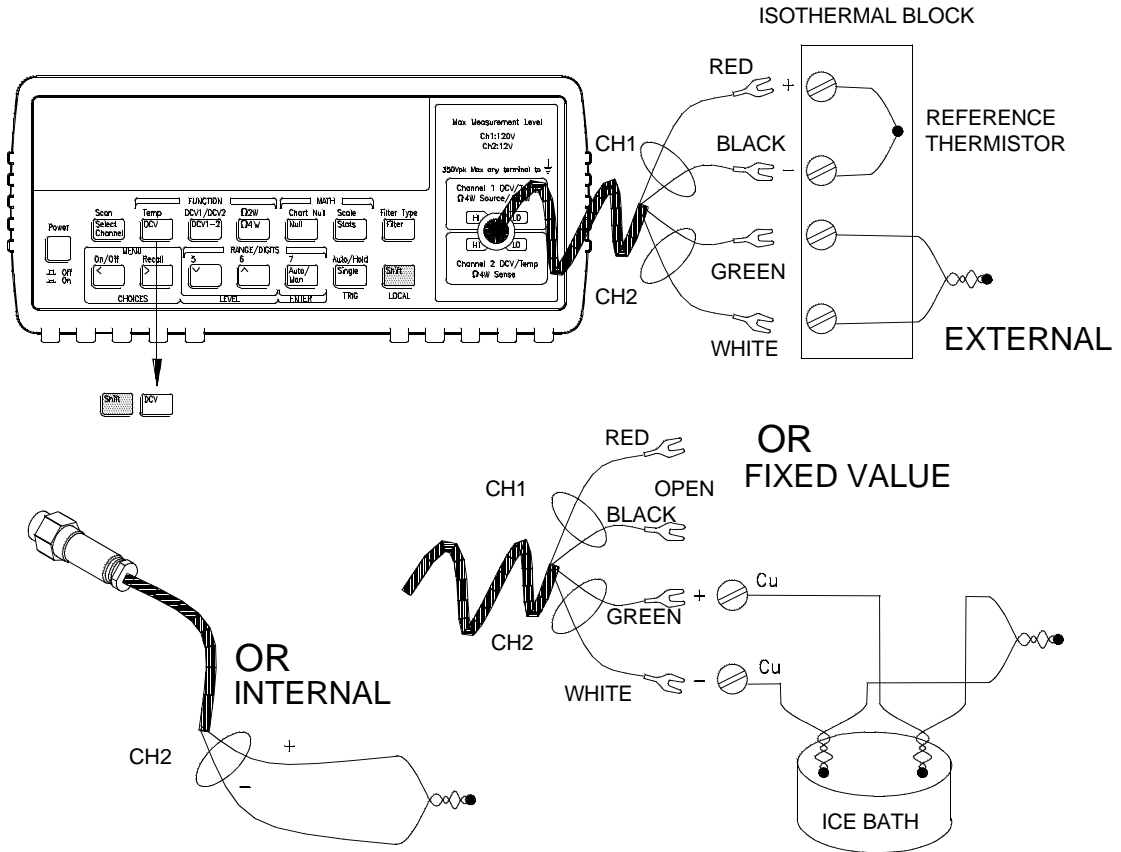 ISOTHERMAL BLOCK
RED
+
REFERENCE
THERMISTOR
CH1
BLACK
-
Max Measurement Level
Ch1:120V
Ch2:12V
350Vpk Max any terminal to
Channel 1 DCV/
Ω4W Source/
HI
LO
HI
LO
Channel 2 DCV/Temp
Ω4W Sense
FUNCTION
MATH
Scan
Temp
DCV1/DCV2
Ω2W
Chart Null
Scale
Filter Type
Power
Select
Channel
DCV
DCV1-2
Ω4W
Null
Stats
Filter
MENU
RANGE/DIGITS
On/Off
Recall
5
6
7
Auto/Hold
Off
On
<
>
Auto/
Man
Single
Shift
CHOICES
LEVEL
ENTER
TRIG
LOCAL
GREEN
CH2
WHITE
EXTERNAL
Shift
DCV
OR
FIXED VALUE
RED
CH1
OPEN
BLACK
+
Cu
GREEN
CH2
-
Cu
WHITE
ICE BATH
OR
INTERNAL
CH2
+
-